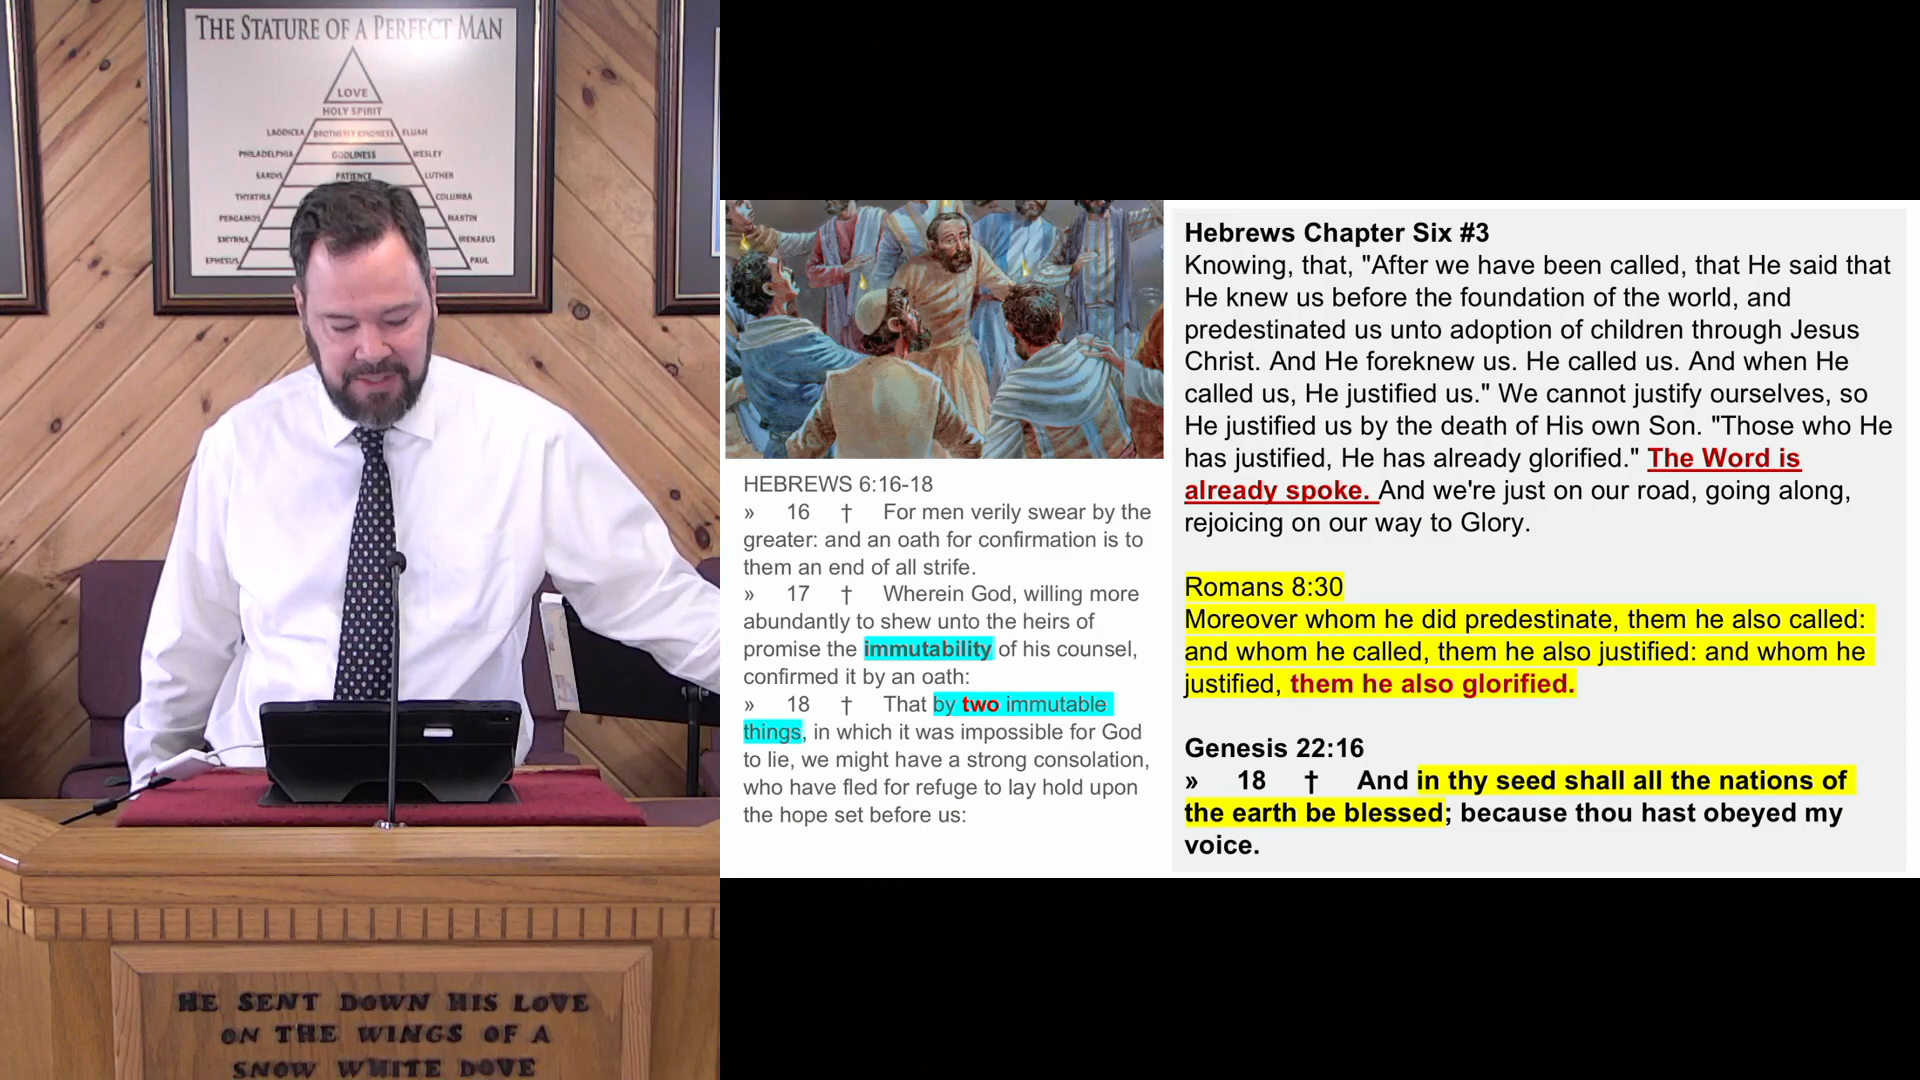 THE STATURE OF A PERFECT MAN
LOVE
HOLY SPIRIT
LAODICEA BROTHERLY KINDNESS ELIJAH
PHILADELPHIA GODLINESS WESLEY
SARDIS PATIENCE LUTHER
THYATIRA COLUMBA
PERGAMOS MARTIN
SMYRNA IRENAEUS
EPHESUS PAUL
HE SENT DOWN HIS LOVE
ON THE WINGS OF A
SNOW WHITE DOVE
HEBREWS 6:16-18
» 16 † For men verily swear by the
greater: and an oath for confirmation is to
them an end of all strife.
» 17 † Wherein God, willing more
abundantly to shew unto the heirs of
promise the immutability of his counsel,
confirmed it by an oath:
» 18 † That by two immutable
things, in which it was impossible for God
to lie, we might have a strong consolation,
who have fled for refuge to lay hold upon
the hope set before us:
Hebrews Chapter Six #3
Knowing, that, "After we have been called, that He said that
He knew us before the foundation of the world, and
predestinated us unto adoption of children through Jesus
Christ. And He foreknew us. He called us. And when He
called us, He justified us." We cannot justify ourselves, so
He justified us by the death of His own Son. "Those who He
has justified, He has already glorified." The Word is
already spoke. And we're just on our road, going along,
rejoicing on our way to Glory.
Romans 8:30
Moreover whom he did predestinate, them he also called:
and whom he called, them he also justified: and whom he
justified, them he also glorified.
Genesis 22:16
» 18 † And in thy seed shall all the nations of
the earth be blessed; because thou hast obeyed my
voice.